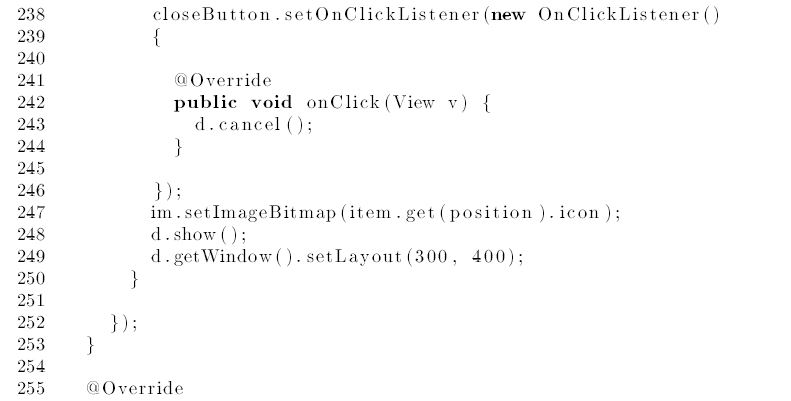 238 closeButton.setOnClickListener(new OnClickListener()
239 {
240
241 @Override
242 public void onClick(View v) {
243 d.cancel();
244 }
245
246 });
247 im.setImageBitmap(item.get(position).icon);
248 d.show();
249 d.getWindow().setLayout(300, 400);
250 }
251
252 });
253 }
254
255 @Override